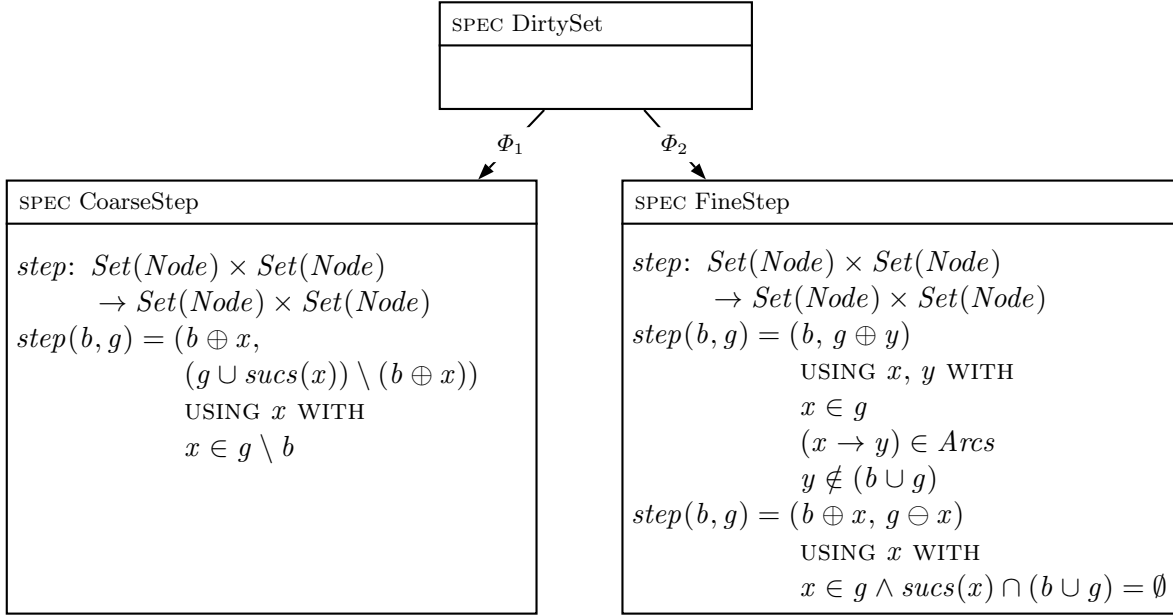 SPEC DirtySet
Φ₁
Φ₂
SPEC CoarseStep
step: Set(Node) × Set(Node)
→ Set(Node) × Set(Node)
step(b, g) = (b ⊕ x,
(g ∪ sucs(x)) \ (b ⊕ x))
USING x WITH
x ∈ g \ b
SPEC FineStep
step: Set(Node) × Set(Node)
→ Set(Node) × Set(Node)
step(b, g) = (b, g ⊕ y)
USING x, y WITH
x ∈ g
(x → y) ∈ Arcs
y ∉ (b ∪ g)
step(b, g) = (b ⊕ x, g ⊖ x)
USING x WITH
x ∈ g ∧ sucs(x) ∩ (b ∪ g) = ∅